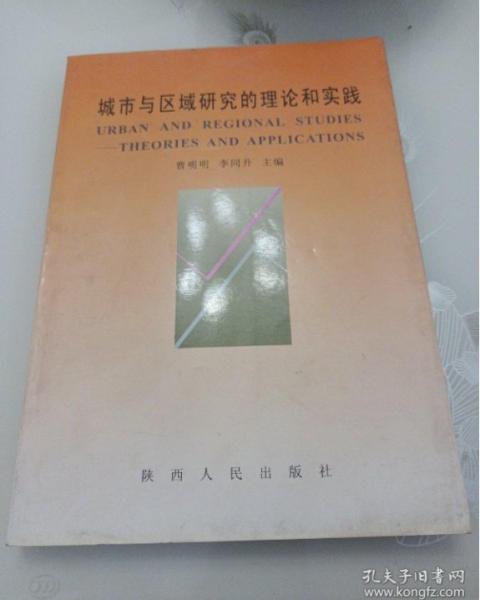 城市与区域研究的理论和实践
URBAN AND REGIONAL STUDIES
—THEORIES AND APPLICATIONS
曹明明 李同升 主编
陕西人民出版社
孔夫子旧书网
www.kongfz.com